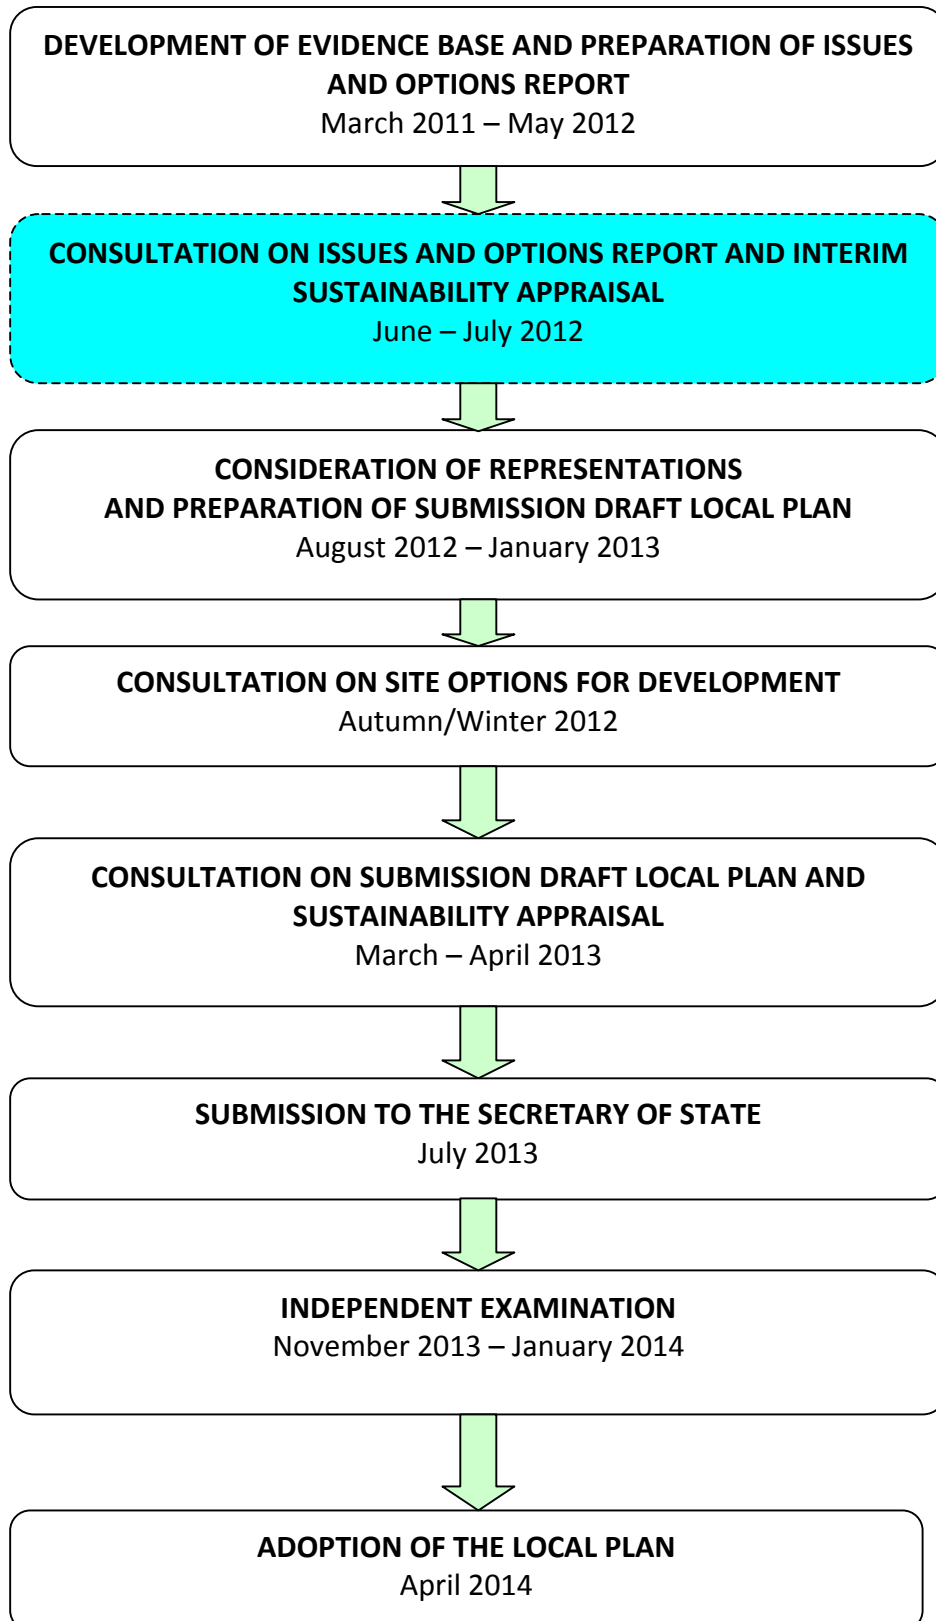 DEVELOPMENT OF EVIDENCE BASE AND PREPARATION OF ISSUES
AND OPTIONS REPORT
March 2011 – May 2012
CONSULTATION ON ISSUES AND OPTIONS REPORT AND INTERIM
SUSTAINABILITY APPRAISAL
June – July 2012
CONSIDERATION OF REPRESENTATIONS
AND PREPARATION OF SUBMISSION DRAFT LOCAL PLAN
August 2012 – January 2013
CONSULTATION ON SITE OPTIONS FOR DEVELOPMENT
Autumn/Winter 2012
CONSULTATION ON SUBMISSION DRAFT LOCAL PLAN AND
SUSTAINABILITY APPRAISAL
March – April 2013
SUBMISSION TO THE SECRETARY OF STATE
July 2013
INDEPENDENT EXAMINATION
November 2013 – January 2014
ADOPTION OF THE LOCAL PLAN
April 2014